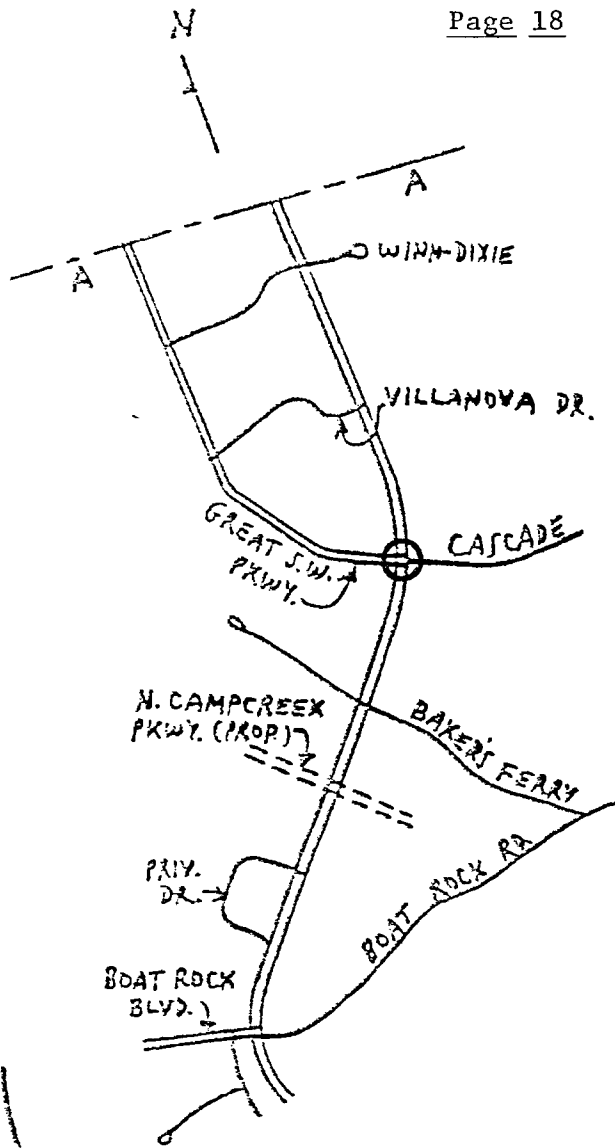 Page 18
N
A
A
WINN-DIXIE
VILLANOVA DR.
GREAT S.W.
PKWY.
CASCADE
N. CAMPCREEK
PKWY. (PROP.)
BAKER'S FERRY
PRIV.
DR.
BOAT ROCK RD
BOAT ROCK
BLVD.